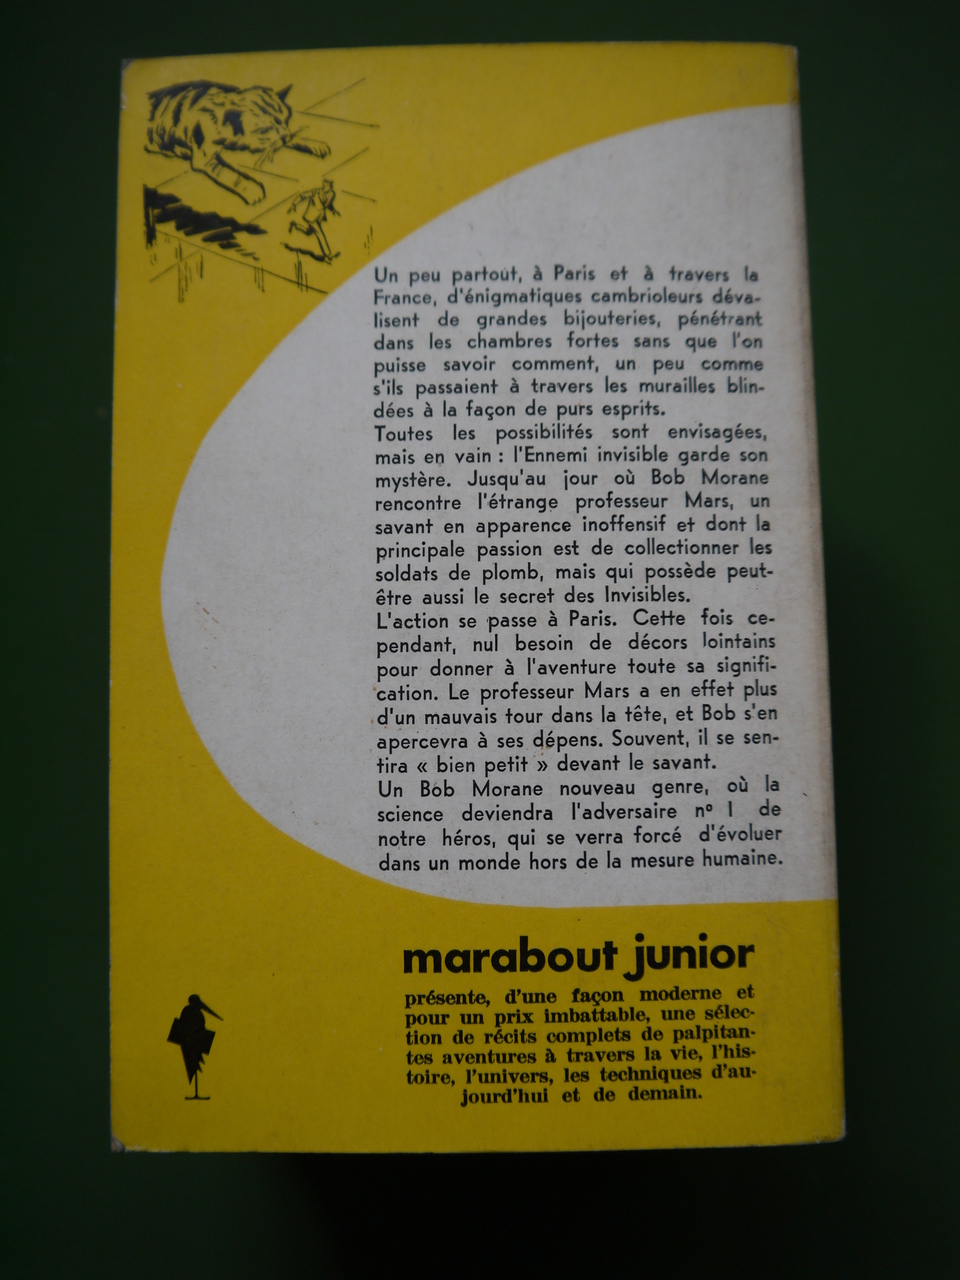 Un peu partout, à Paris et à travers la
France, d'énigmatiques cambrioleurs déva-
lisent de grandes bijouteries, pénétrant
dans les chambres fortes sans que l'on
puisse savoir comment, un peu comme
s'ils passaient à travers les murailles blin-
dées à la façon de purs esprits.
Toutes les possibilités sont envisagées,
mais en vain : l'Ennemi invisible garde son
mystère. Jusqu'au jour où Bob Morane
rencontre l'étrange professeur Mars, un
savant en apparence inoffensif et dont la
principale passion est de collectionner les
soldats de plomb, mais qui possède peut-
être aussi le secret des Invisibles.
L'action se passe à Paris. Cette fois ce-
pendant, nul besoin de décors lointains
pour donner à l'aventure toute sa signifi-
cation. Le professeur Mars a en effet plus
d'un mauvais tour dans la tête, et Bob s'en
apercevra à ses dépens. Souvent, il se sen-
tira « bien petit » devant le savant.
Un Bob Morane nouveau genre, où la
science deviendra l'adversaire nº I de
notre héros, qui se verra forcé d'évoluer
dans un monde hors de la mesure humaine.
marabout junior
présente, d'une façon moderne et
pour un prix imbattable, une sélec-
tion de récits complets de palpitan-
tes aventures à travers la vie, l'his-
toire, l'univers, les techniques d'au-
jourd'hui et de demain.